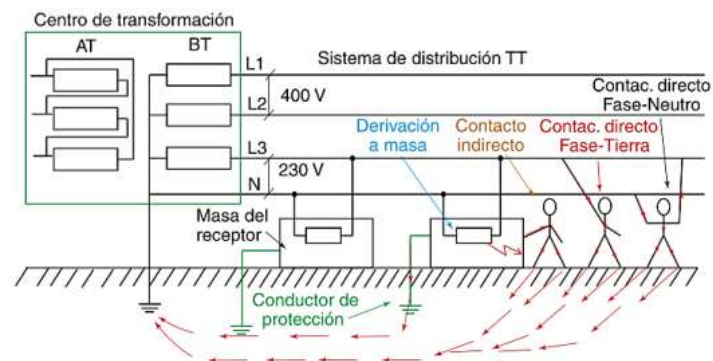 Centro de transformación
AT
BT
L1
Sistema de distribución TT
400 V
L2
Contac. directo
Fase-Neutro
Derivación
a masa
Contacto
indirecto
Contac. directo
Fase-Tierra
L3
230 V
N
Masa del
receptor
Conductor de
protección